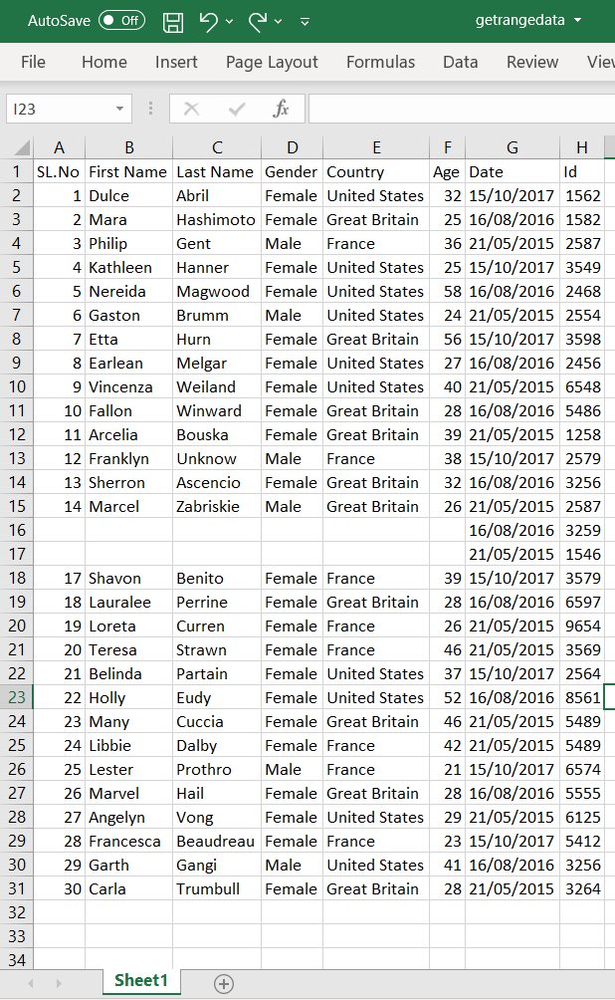 AutoSave Off getrangedata
File Home Insert Page Layout Formulas Data Review Vie
I23 fx
A B C D E F G H
1 SL.No First Name Last Name Gender Country Age Date Id
2 1 Dulce Abril Female United States 32 15/10/2017 1562
3 2 Mara Hashimoto Female Great Britain 25 16/08/2016 1582
4 3 Philip Gent Male France 36 21/05/2015 2587
5 4 Kathleen Hanner Female United States 25 15/10/2017 3549
6 5 Nereida Magwood Female United States 58 16/08/2016 2468
7 6 Gaston Brumm Male United States 24 21/05/2015 2554
8 7 Etta Hurn Female Great Britain 56 15/10/2017 3598
9 8 Earlean Melgar Female United States 27 16/08/2016 2456
10 9 Vincenza Weiland Female United States 40 21/05/2015 6548
11 10 Fallon Winward Female Great Britain 28 16/08/2016 5486
12 11 Arcelia Bouska Female Great Britain 39 21/05/2015 1258
13 12 Franklyn Unknow Male France 38 15/10/2017 2579
14 13 Sherron Ascencio Female Great Britain 32 16/08/2016 3256
15 14 Marcel Zabriskie Male Great Britain 26 21/05/2015 2587
16 16/08/2016 3259
17 21/05/2015 1546
18 17 Shavon Benito Female France 39 15/10/2017 3579
19 18 Lauralee Perrine Female Great Britain 28 16/08/2016 6597
20 19 Loreta Curren Female France 26 21/05/2015 9654
21 20 Teresa Strawn Female France 46 21/05/2015 3569
22 21 Belinda Partain Female United States 37 15/10/2017 2564
23 22 Holly Eudy Female United States 52 16/08/2016 8561
24 23 Many Cuccia Female Great Britain 46 21/05/2015 5489
25 24 Libbie Dalby Female France 42 21/05/2015 5489
26 25 Lester Prothro Male France 21 15/10/2017 6574
27 26 Marvel Hail Female Great Britain 28 16/08/2016 5555
28 27 Angelyn Vong Female United States 29 21/05/2015 6125
29 28 Francesca Beaudreau Female France 23 15/10/2017 5412
30 29 Garth Gangi Male United States 41 16/08/2016 3256
31 30 Carla Trumbull Female Great Britain 28 21/05/2015 3264
32
33
34
Sheet1